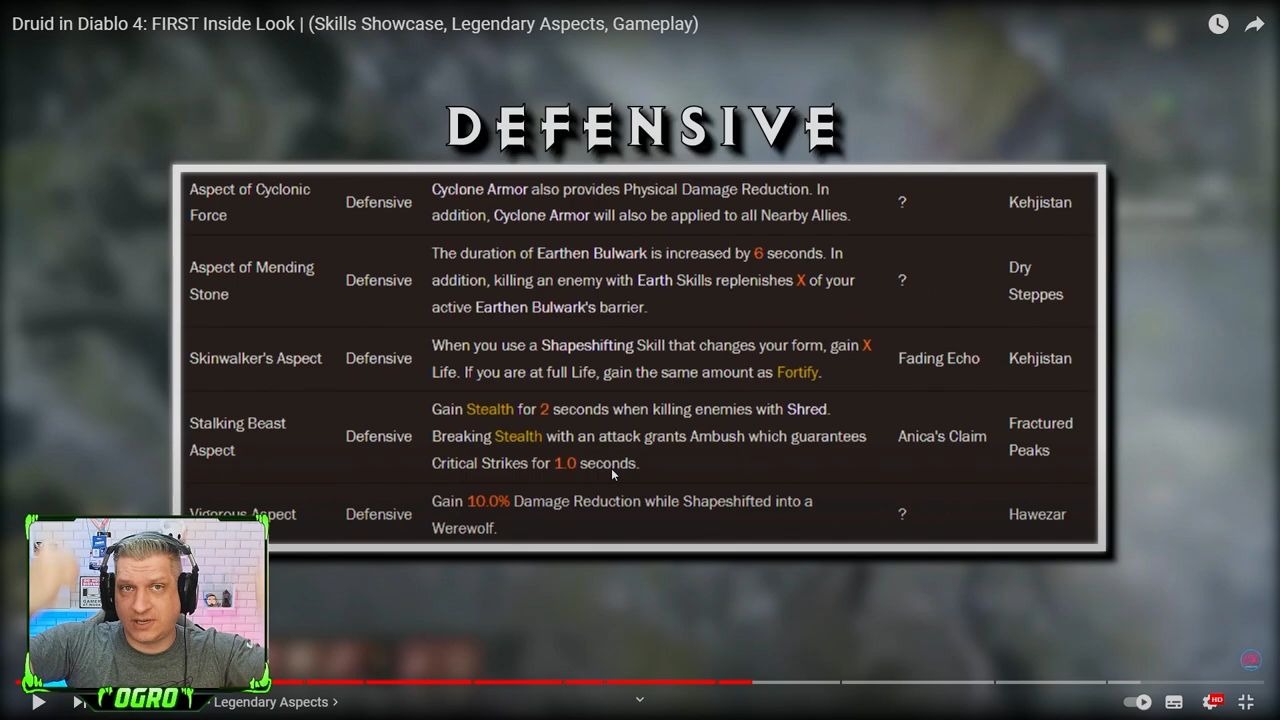 Druid in Diablo 4: FIRST Inside Look | (Skills Showcase, Legendary Aspects, Gameplay)
DEFENSIVE
Aspect of Cyclonic
Force
Defensive
Cyclone Armor also provides Physical Damage Reduction. In
addition, Cyclone Armor will also be applied to all Nearby Allies.
?
Kehjistan
Aspect of Mending
Stone
Defensive
The duration of Earthen Bulwark is increased by 6 seconds. In
addition, killing an enemy with Earth Skills replenishes X of your
active Earthen Bulwark's barrier.
?
Dry
Steppes
Skinwalker's Aspect
Defensive
When you use a Shapeshifting Skill that changes your form, gain X
Life. If you are at full Life, gain the same amount as Fortify.
Fading Echo
Kehjistan
Stalking Beast
Aspect
Defensive
Gain Stealth for 2 seconds when killing enemies with Shred.
Breaking Stealth with an attack grants Ambush which guarantees
Critical Strikes for 1.0 seconds.
Anica's Claim
Fractured
Peaks
Vigorous Aspect
Defensive
Gain 10.0% Damage Reduction while Shapeshifted into a
Werewolf.
?
Hawezar
OGRO
Legendary Aspects
HD